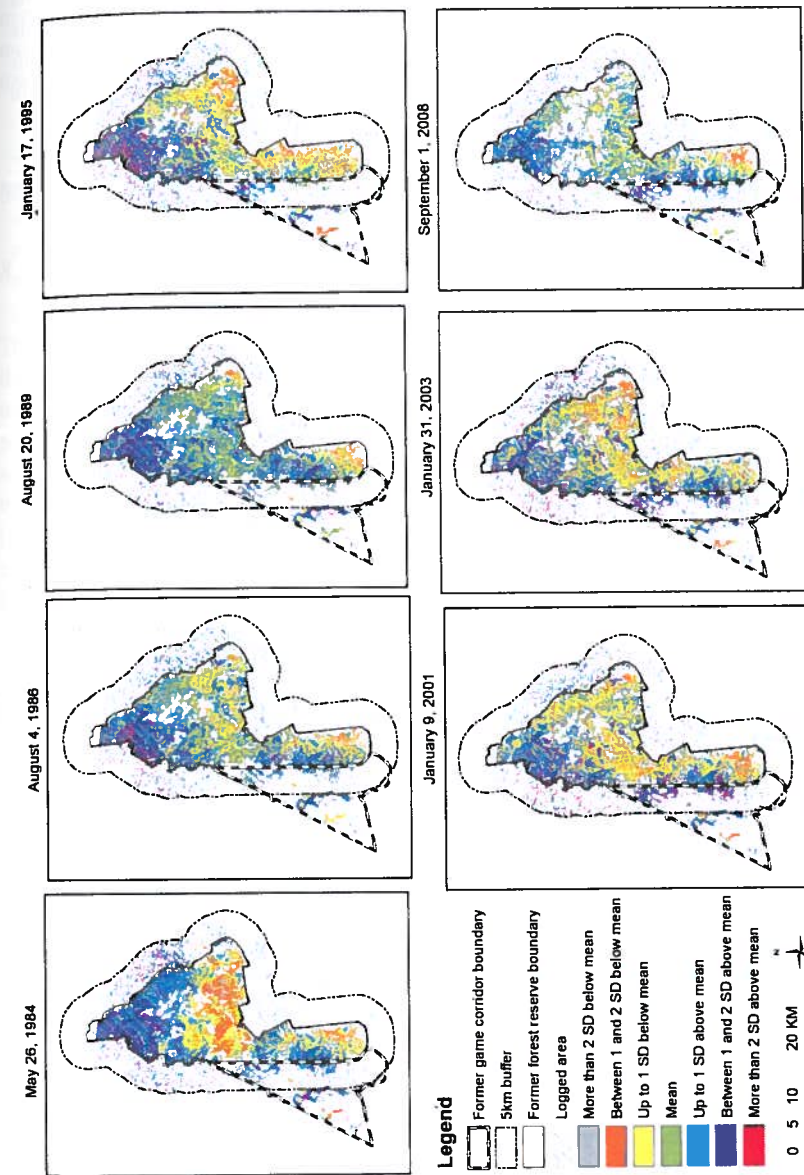 May 26, 1984
August 4, 1986
August 20, 1989
January 17, 1995
January 9, 2001
January 31, 2003
September 1, 2008
Legend
Former game corridor boundary
5km buffer
Former forest reserve boundary
Logged area
More than 2 SD below mean
Between 1 and 2 SD below mean
Up to 1 SD below mean
Mean
Up to 1 SD above mean
Between 1 and 2 SD above mean
More than 2 SD above mean
0 5 10 20 KM
N